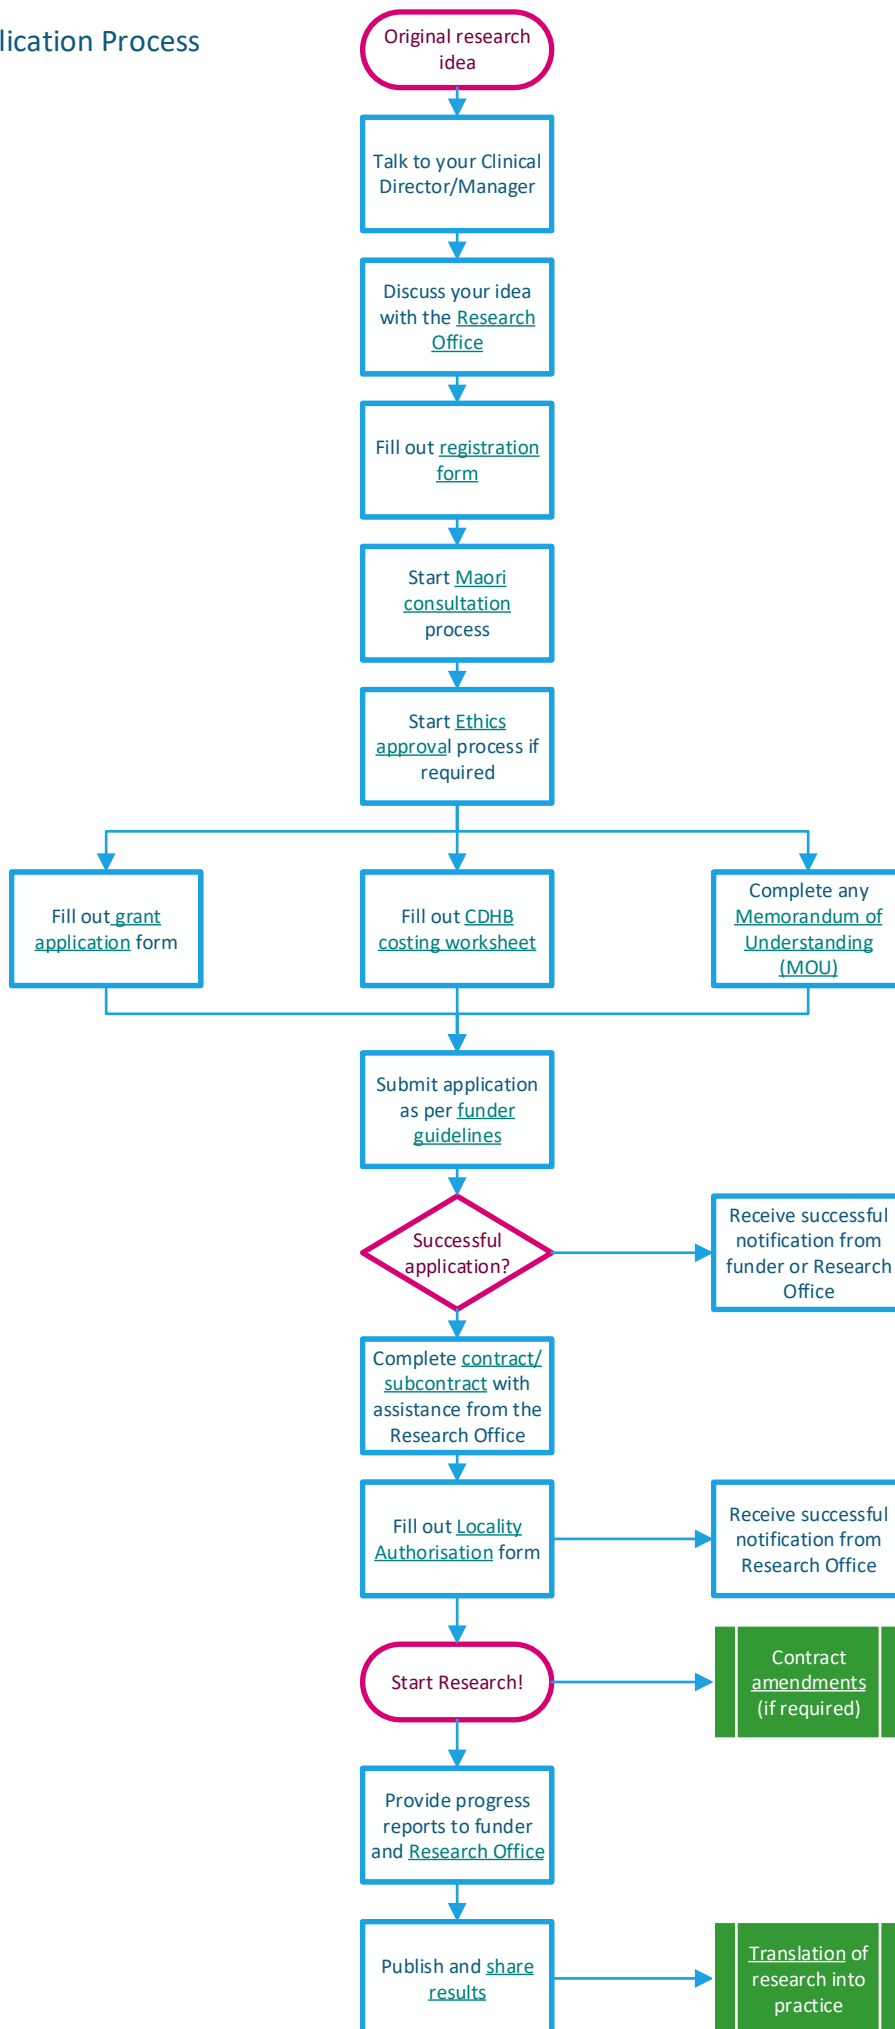 lication Process
Original research
idea
Talk to your Clinical
Director/Manager
Discuss your idea
with the Research
Office
Fill out registration
form
Start Maori
consultation
process
Start Ethics
approval process if
required
Fill out grant
application form
Fill out CDHB
costing worksheet
Complete any
Memorandum of
Understanding
(MOU)
Submit application
as per funder
guidelines
Successful
application?
Receive successful
notification from
funder or Research
Office
Complete contract/
subcontract with
assistance from the
Research Office
Fill out Locality
Authorisation form
Receive successful
notification from
Research Office
Start Research!
Contract
amendments
(if required)
Provide progress
reports to funder
and Research Office
Publish and share
results
Translation of
research into
practice